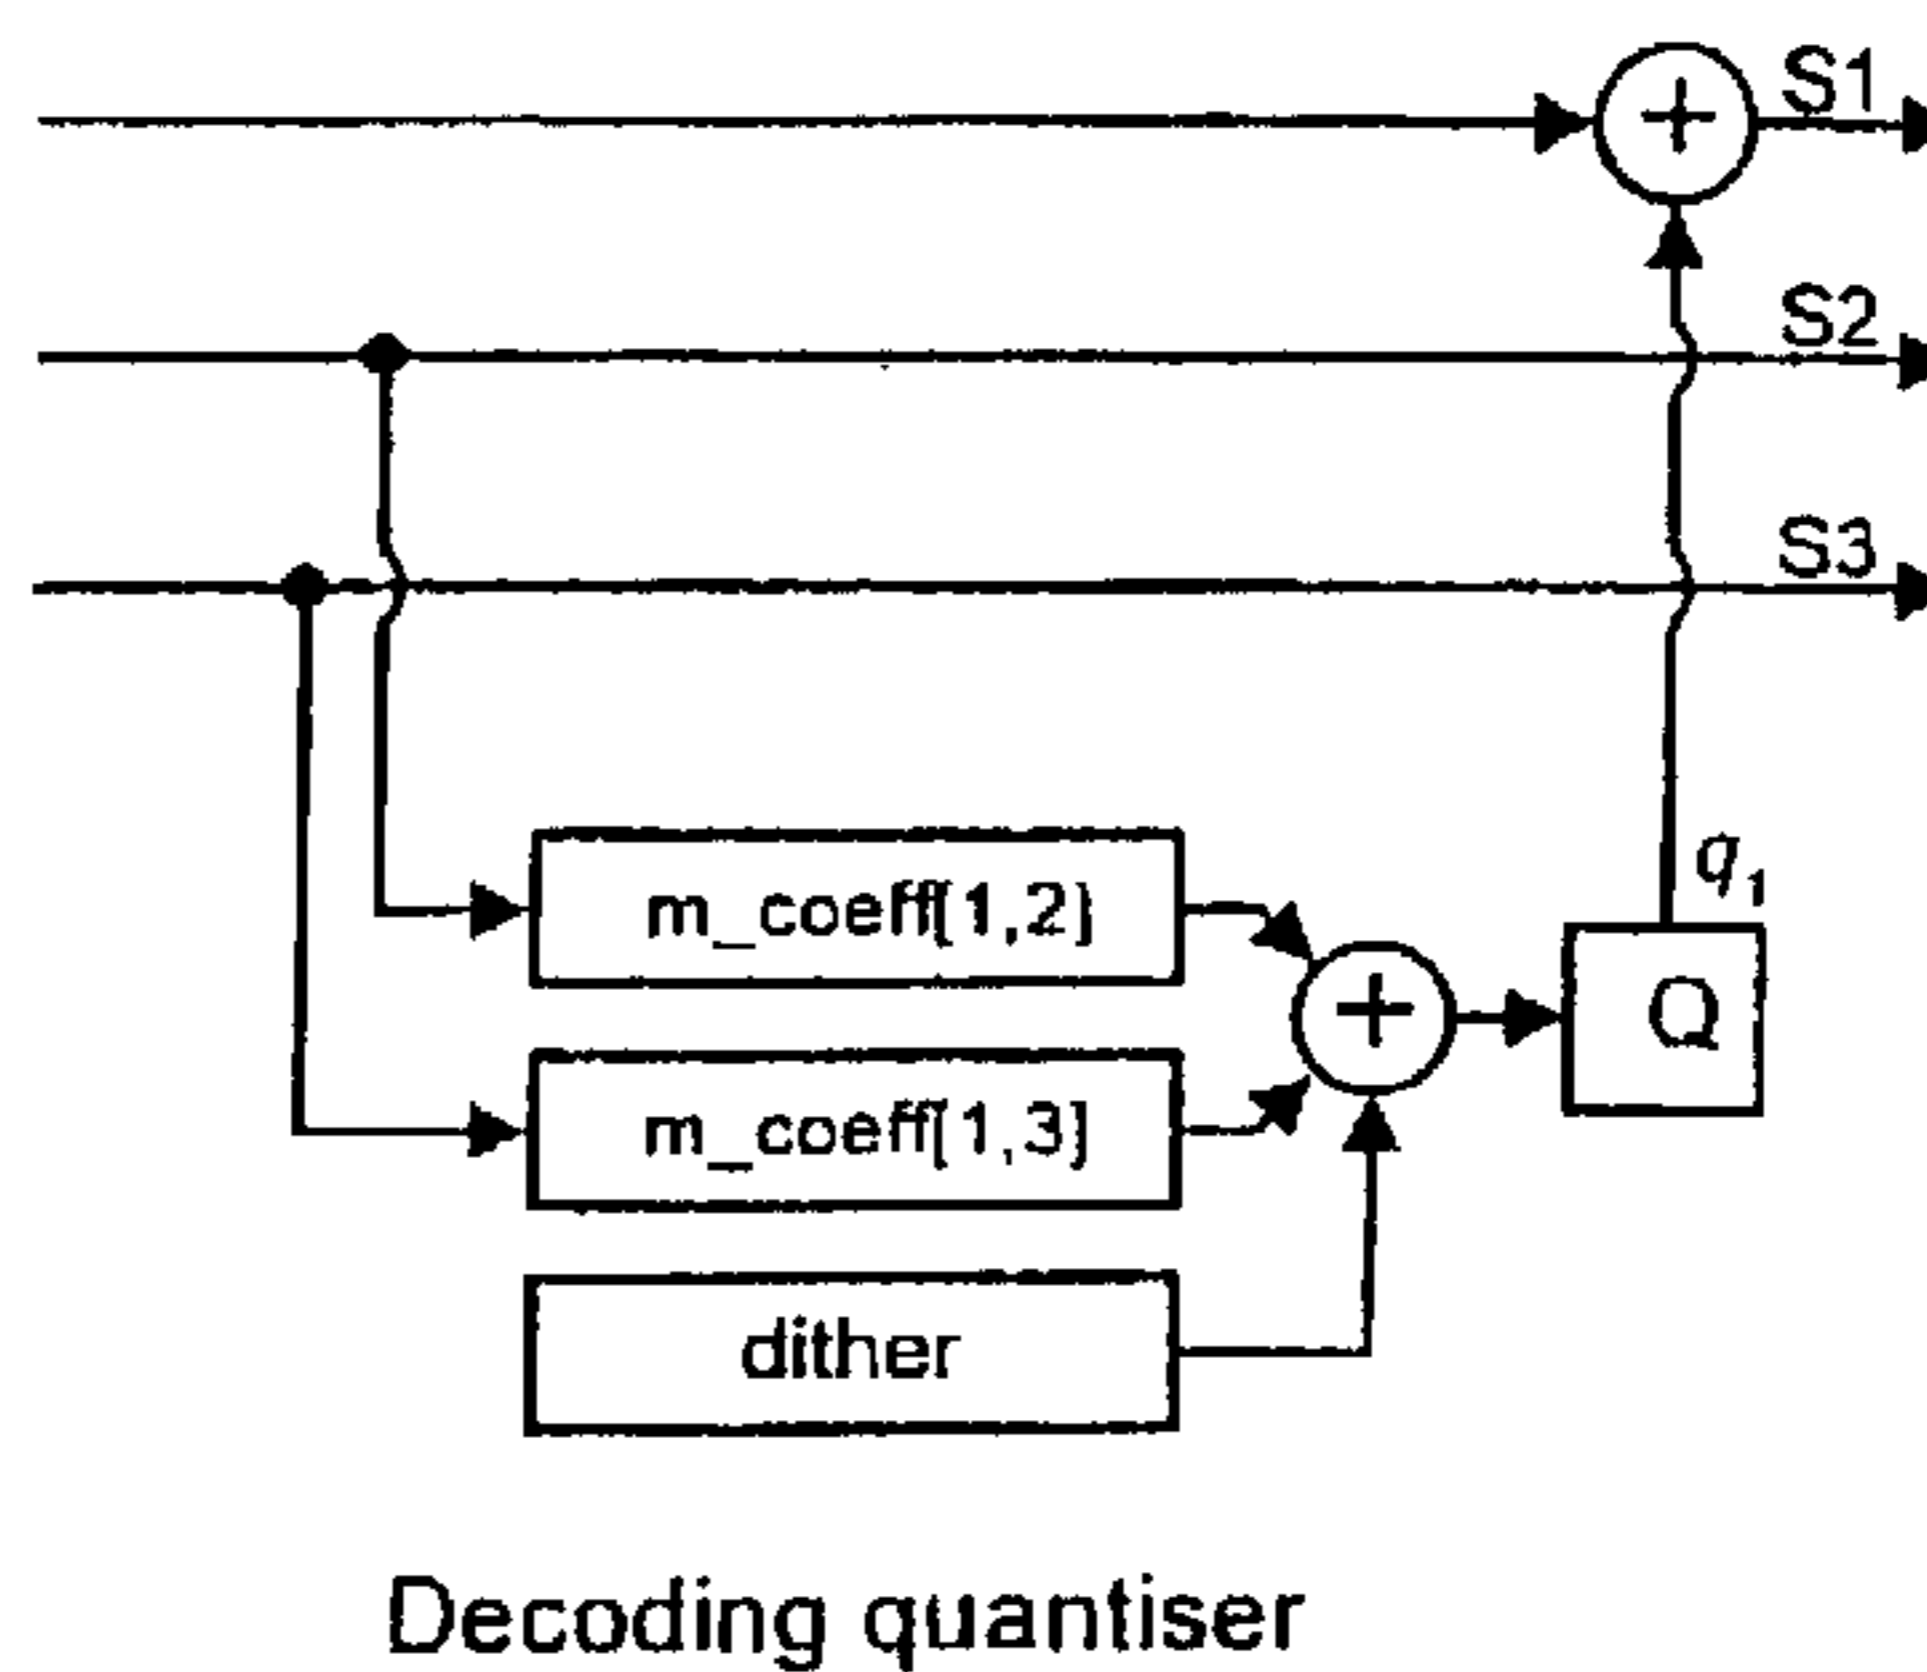 +
S1
S2
S3
q1
m_coeff[1,2)
+
Q
m_coeff[1,3]
dither
Decoding quantiser